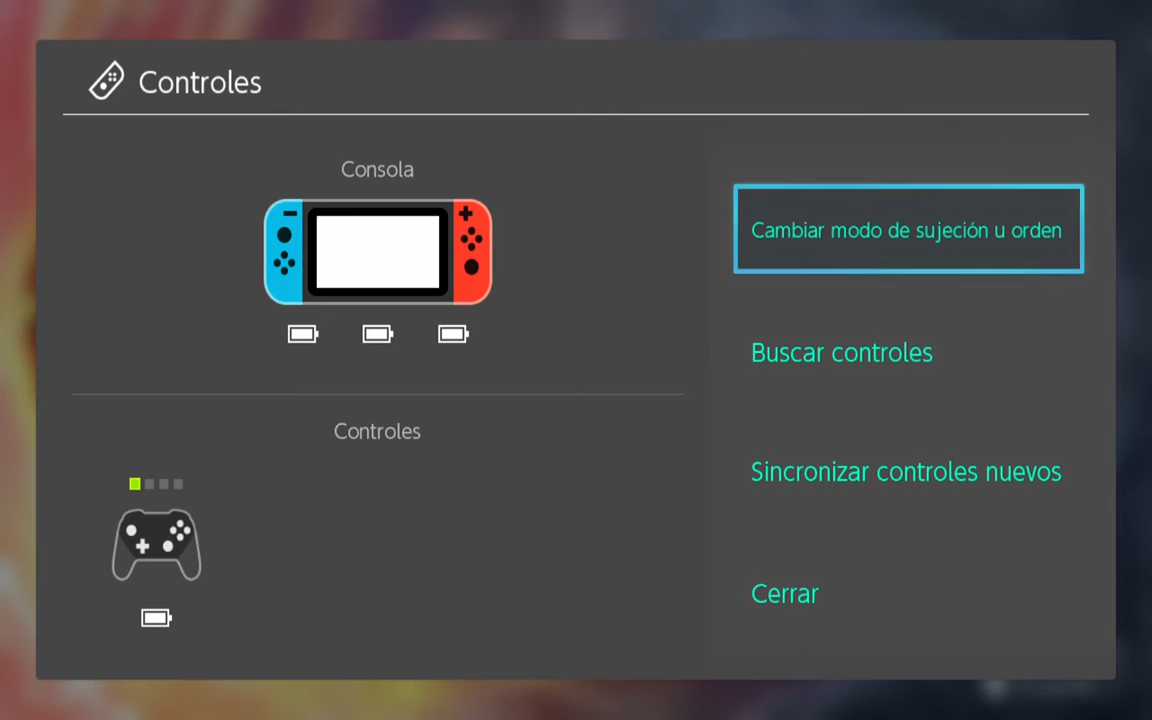 Controles
Consola
Cambiar modo de sujeción u orden
Buscar controles
Controles
Sincronizar controles nuevos
Cerrar